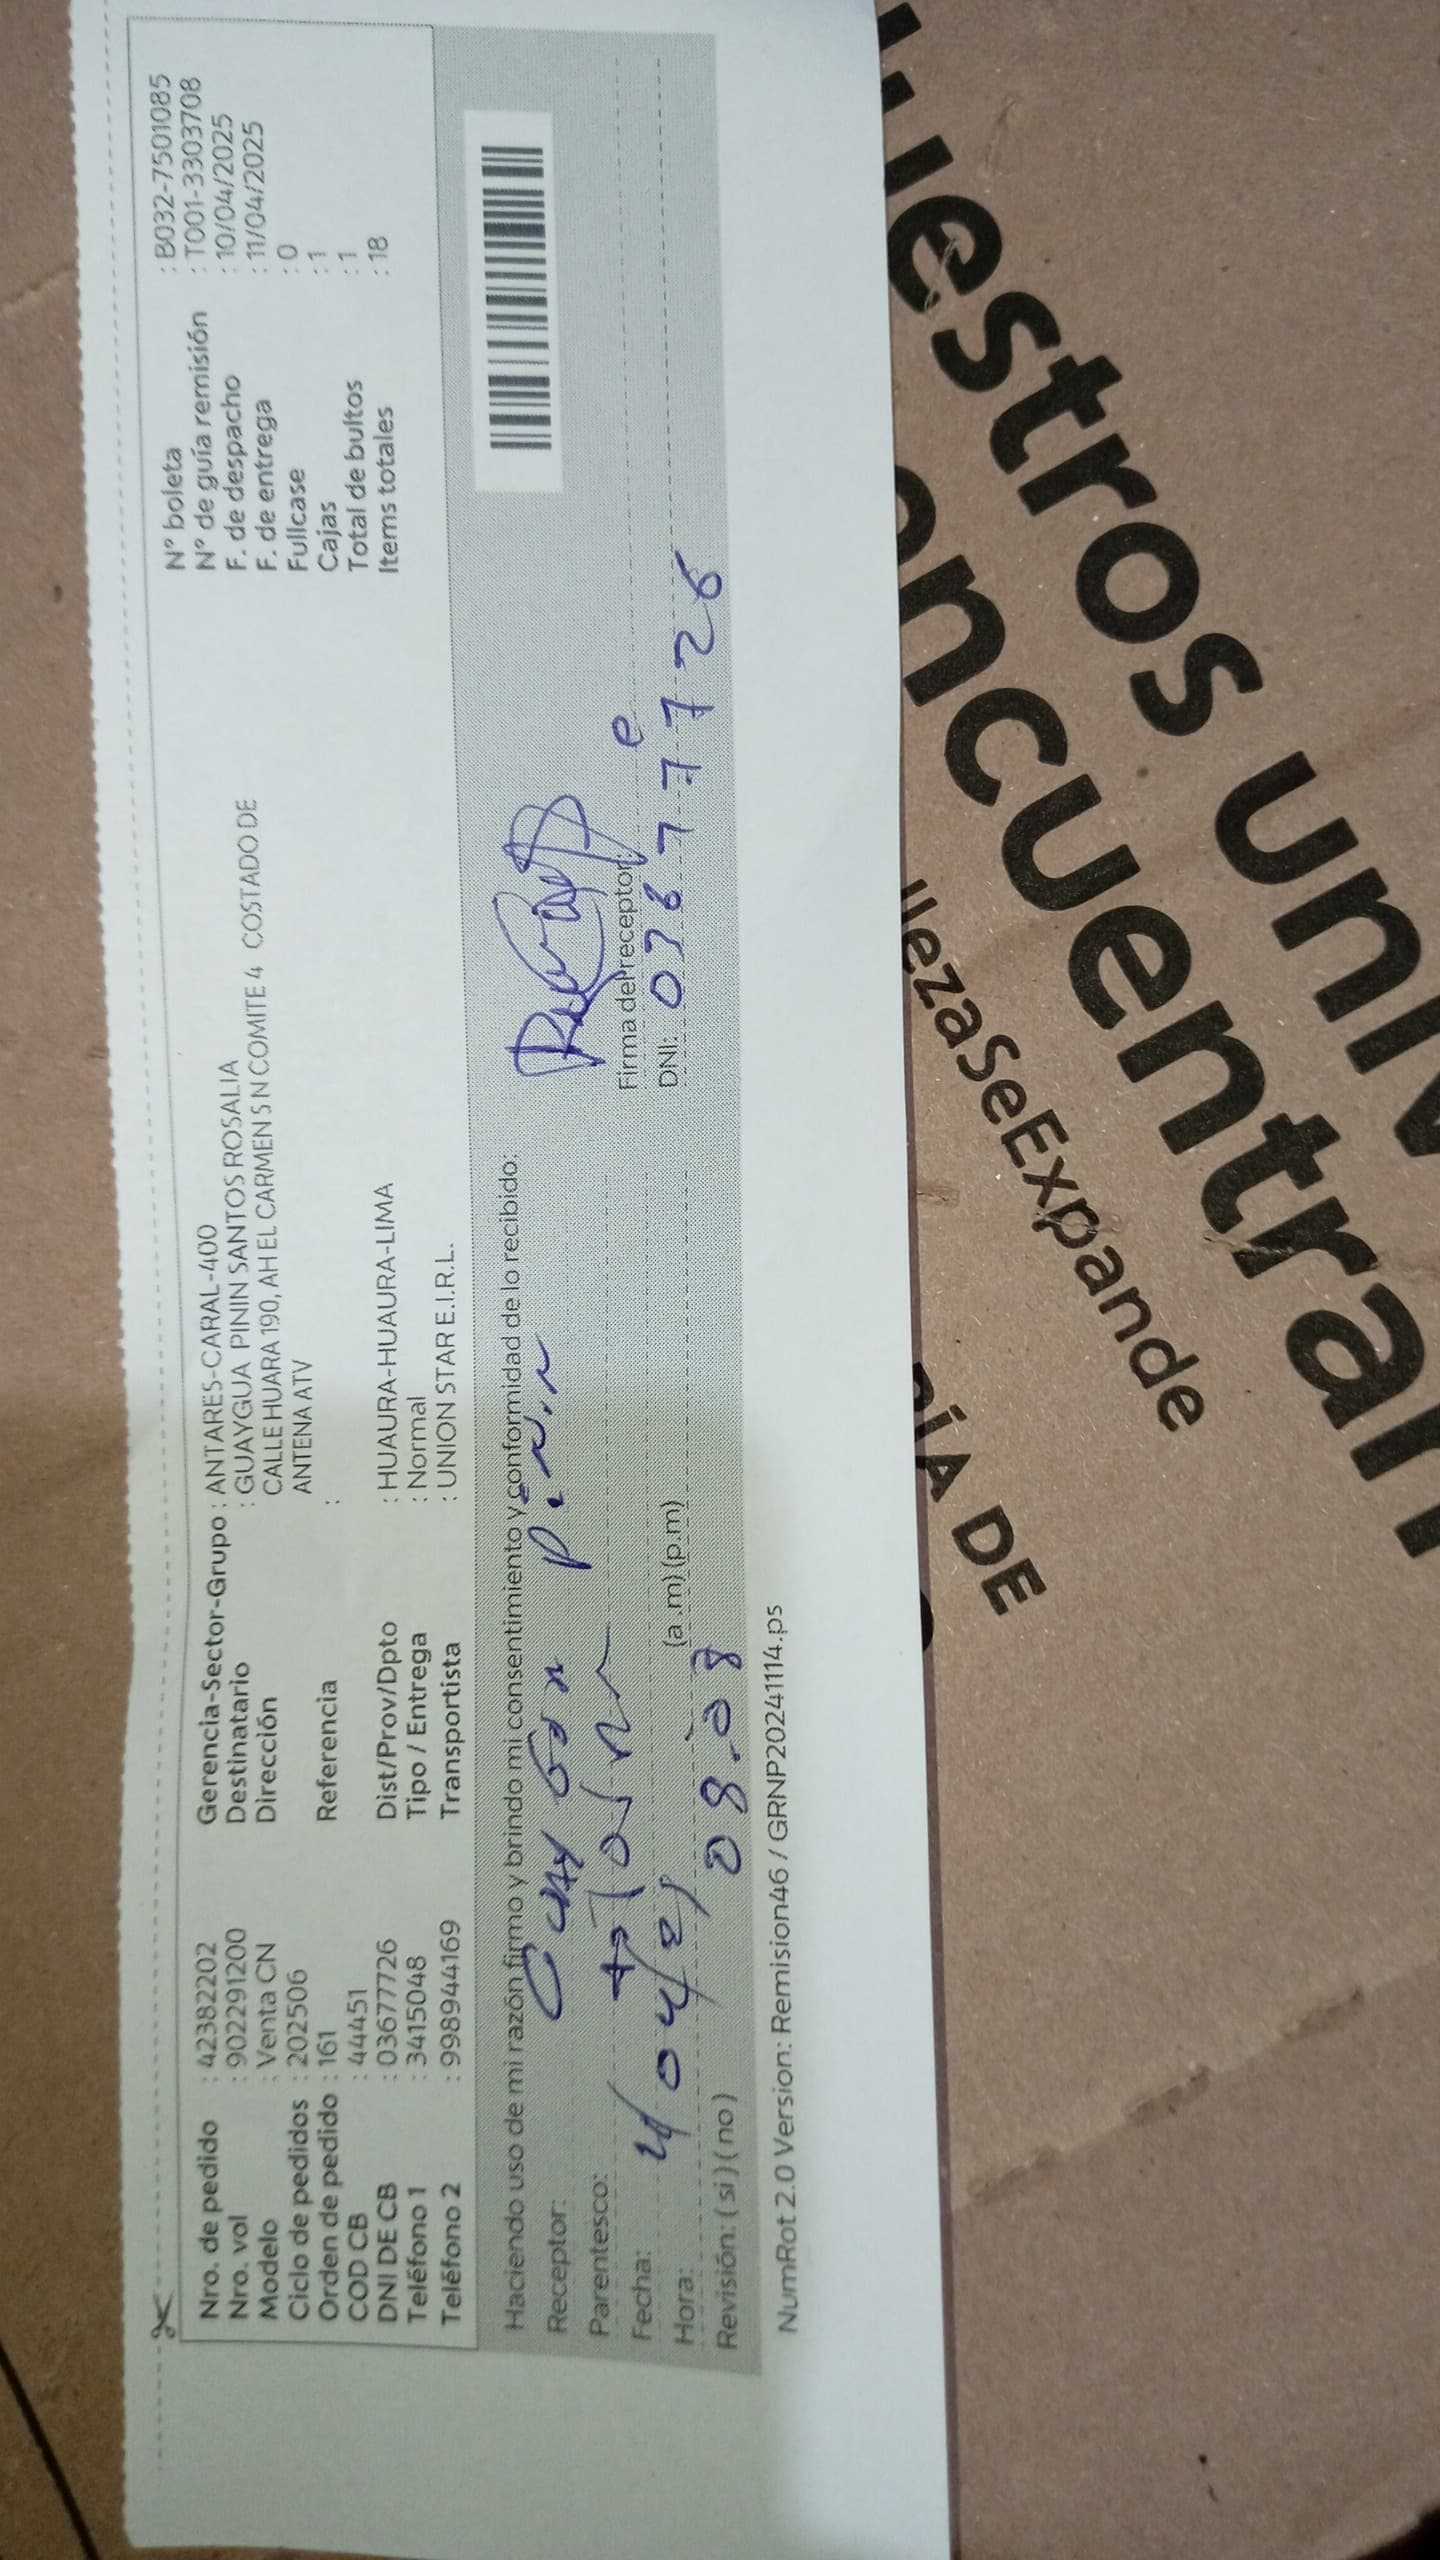 Nro. de pedido : 42382202 Gerencia-Sector-Grupo : ANTARES-CARAL-400 N° boleta : B032-7501085
Nro. vol : 902291200 Destinatario : GUAYGUA PININ SANTOS ROSALIA N° de guía remisión : T001-3303708
Modelo : Venta CN Dirección CALLE HUARA 190, AH EL CARMEN S N COMITE 4 COSTADO DE F. de despacho : 10/04/2025
Ciclo de pedidos : 202506 ANTENA ATV F. de entrega : 11/04/2025
Orden de pedido : 161 Referencia : Fullcase : 0
COD CB : 44451 Cajas : 1
DNI DE CB : 03677726 Dist/Prov/Dpto : HUAURA-HUAURA-LIMA Total de bultos : 1
Teléfono 1 : 3415048 Tipo / Entrega : Normal Items totales : 18
Teléfono 2 : 998944169 Transportista : UNION STAR E.I.R.L.
Haciendo uso de mi razón firmo y brindo mi consentimiento y conformidad de lo recibido:
Receptor: Pinin
Parentesco:
Firma del receptor
Fecha:
DNI: 03677726
Hora: 08:08 (a .m) (p.m)
Revisión: ( si ) ( no )
NumRot 2.0 Version: Remision46 / GRNP20241114.ps
uestros univ
encuentran
llezaSeExpande
DE